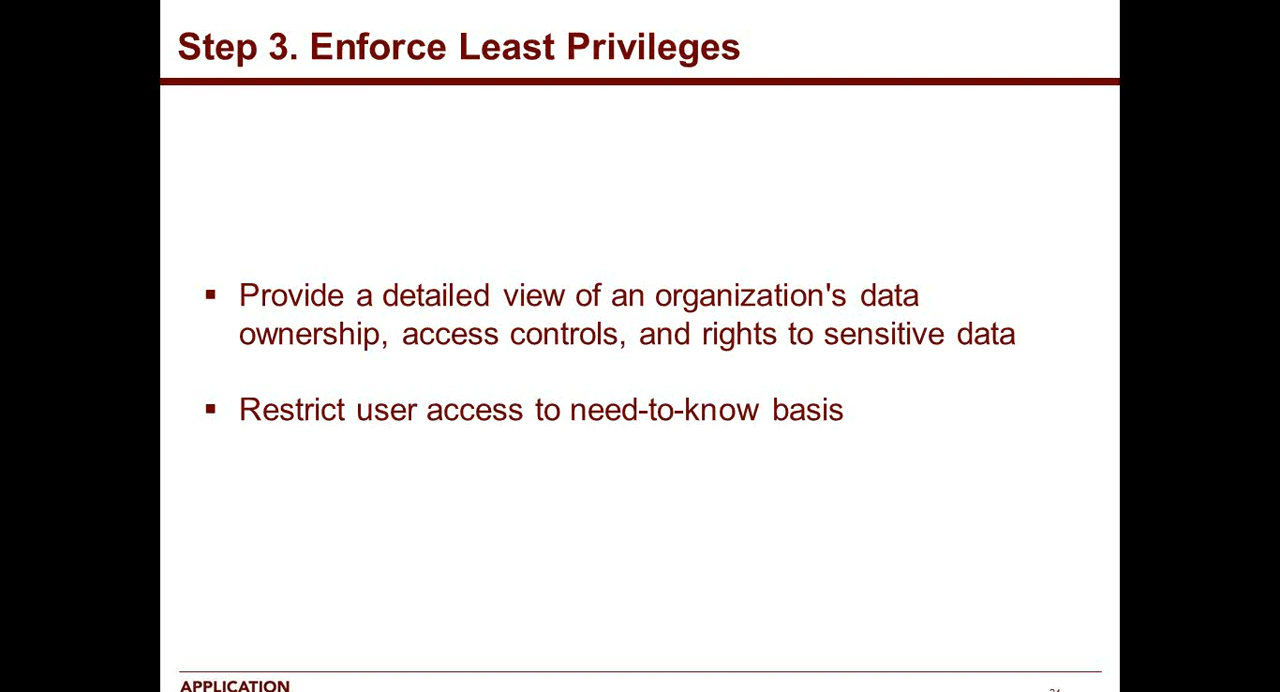 Step 3. Enforce Least Privileges
▪ Provide a detailed view of an organization's data
ownership, access controls, and rights to sensitive data
▪ Restrict user access to need-to-know basis
APPLICATION